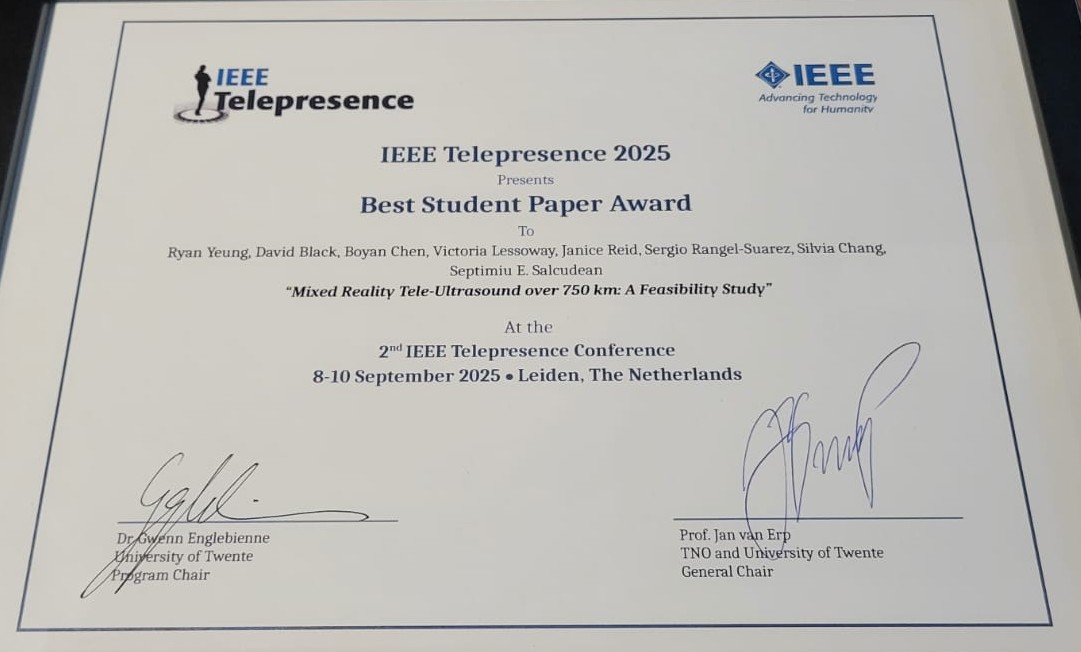 IEEE
Telepresence
IEEE
Advancing Technology
for Humanity
IEEE Telepresence 2025
Presents
Best Student Paper Award
To
Ryan Yeung, David Black, Boyan Chen, Victoria Lessoway, Janice Reid, Sergio Rangel-Suarez, Silvia Chang,
Septimiu E. Salcudean
“Mixed Reality Tele-Ultrasound over 750 km: A Feasibility Study”
At the
2nd IEEE Telepresence Conference
8-10 September 2025 • Leiden, The Netherlands
Dr Gwenn Englebienne
University of Twente
Program Chair
Prof. Jan van Erp
TNO and University of Twente
General Chair